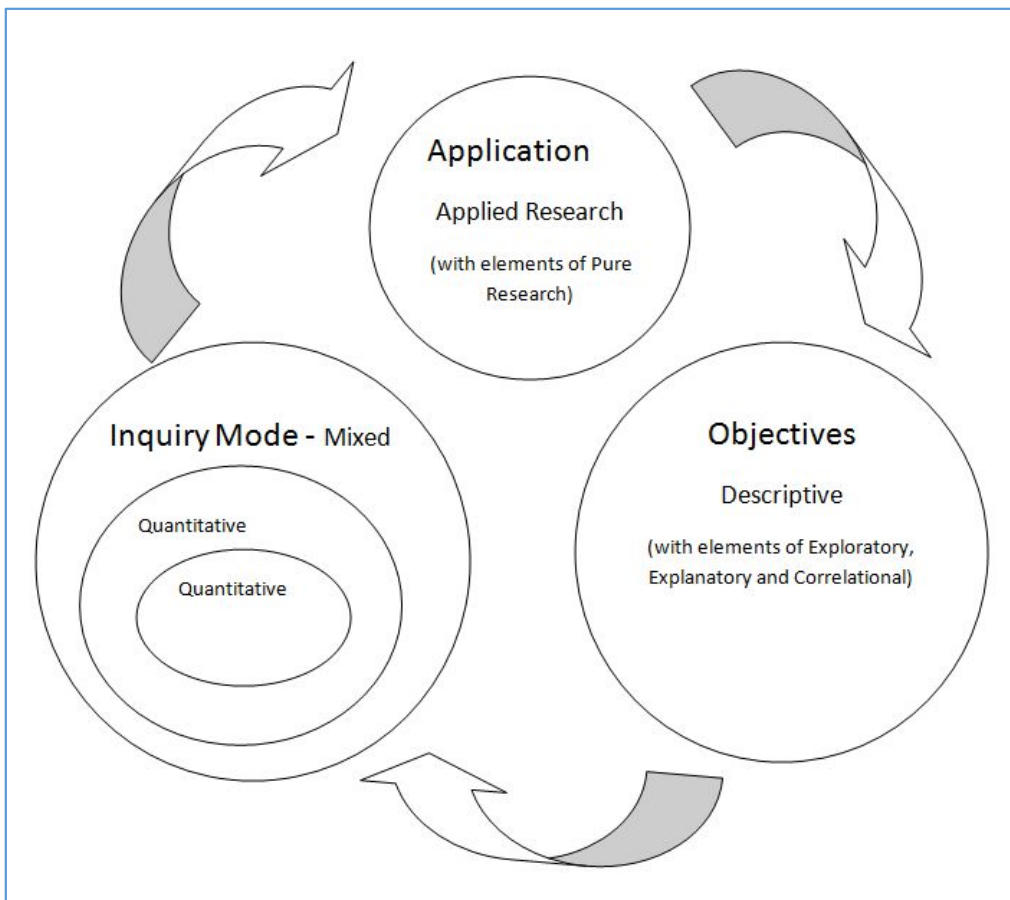 Application
Applied Research
(with elements of Pure
Research)
Inquiry Mode - Mixed
Quantitative
Quantitative
Objectives
Descriptive
(with elements of Exploratory,
Explanatory and Correlational)